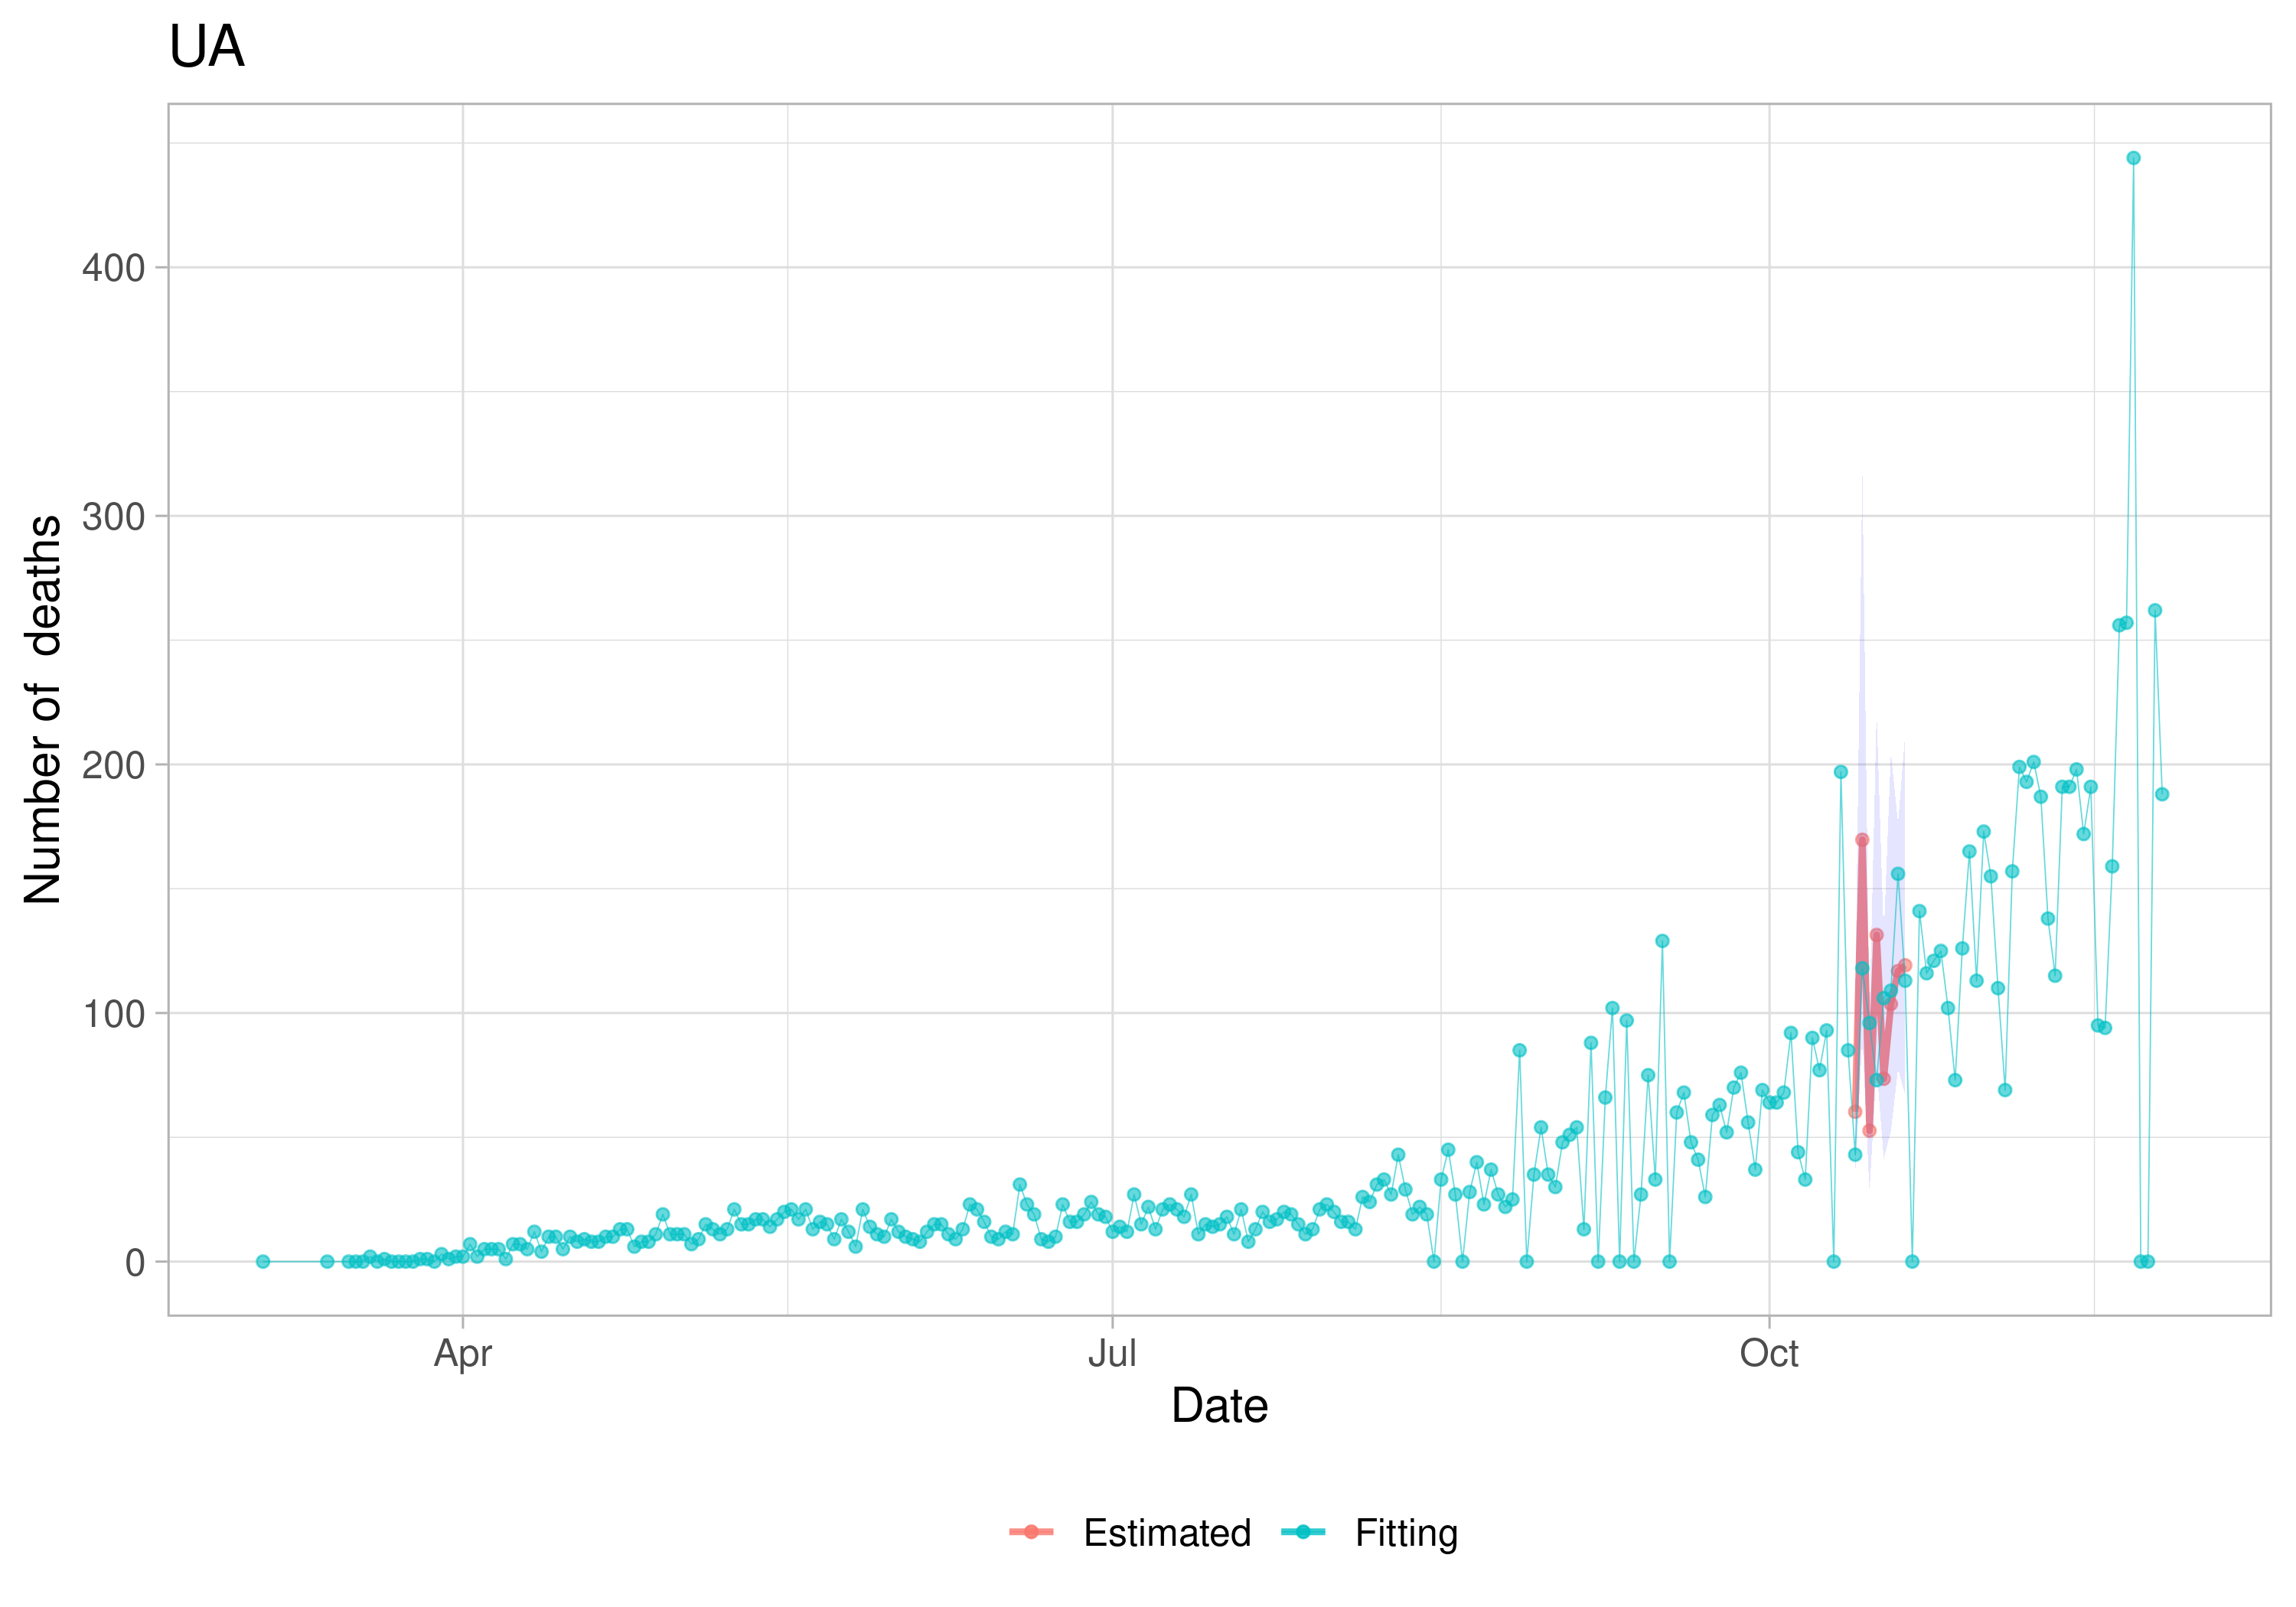 UA
Number of  deaths
400
300
200
100
0
Apr
Jul
Oct
Date
Estimated
Fitting